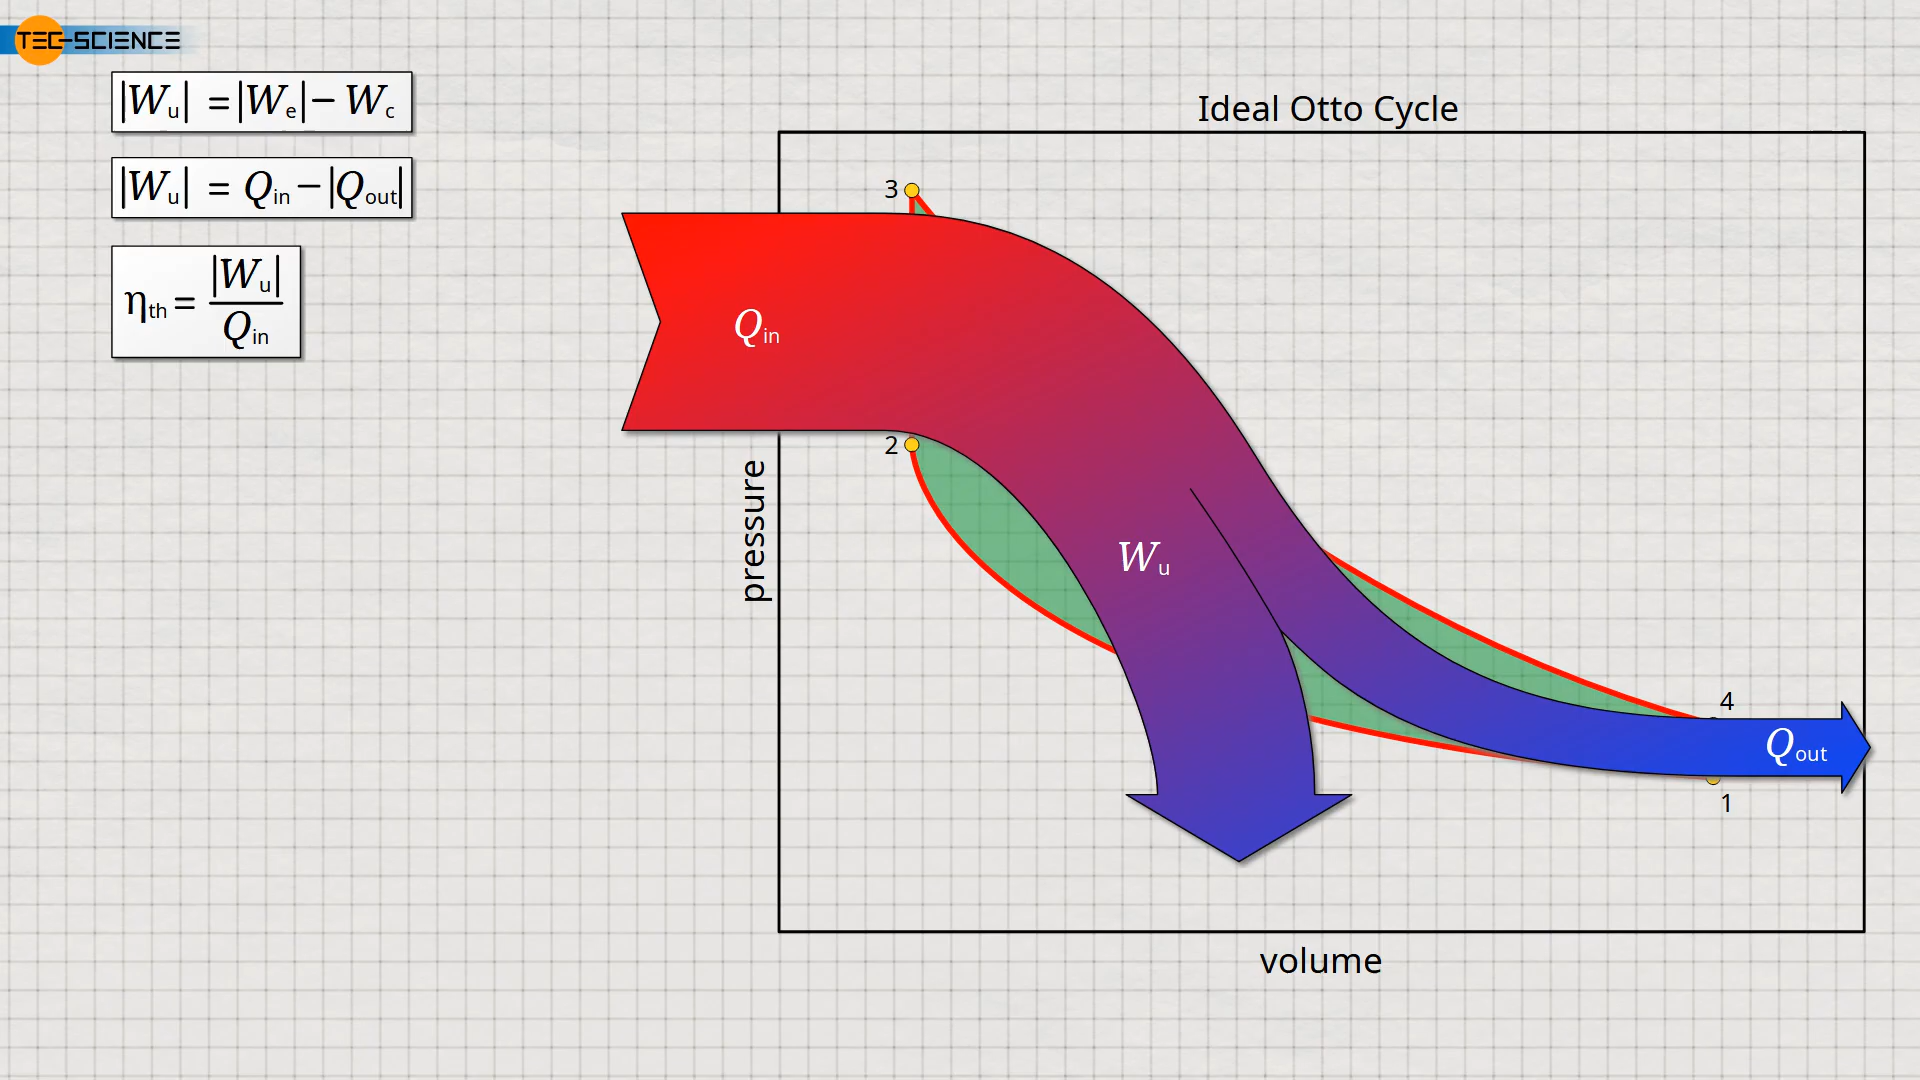 TEC-SCIENCE
|Wu| = |We| − Wc
|Wu| = Qin − |Qout|
ηth = |Wu| / Qin
Ideal Otto Cycle
3
Qin
2
pressure
Wu
4
Qout
1
volume